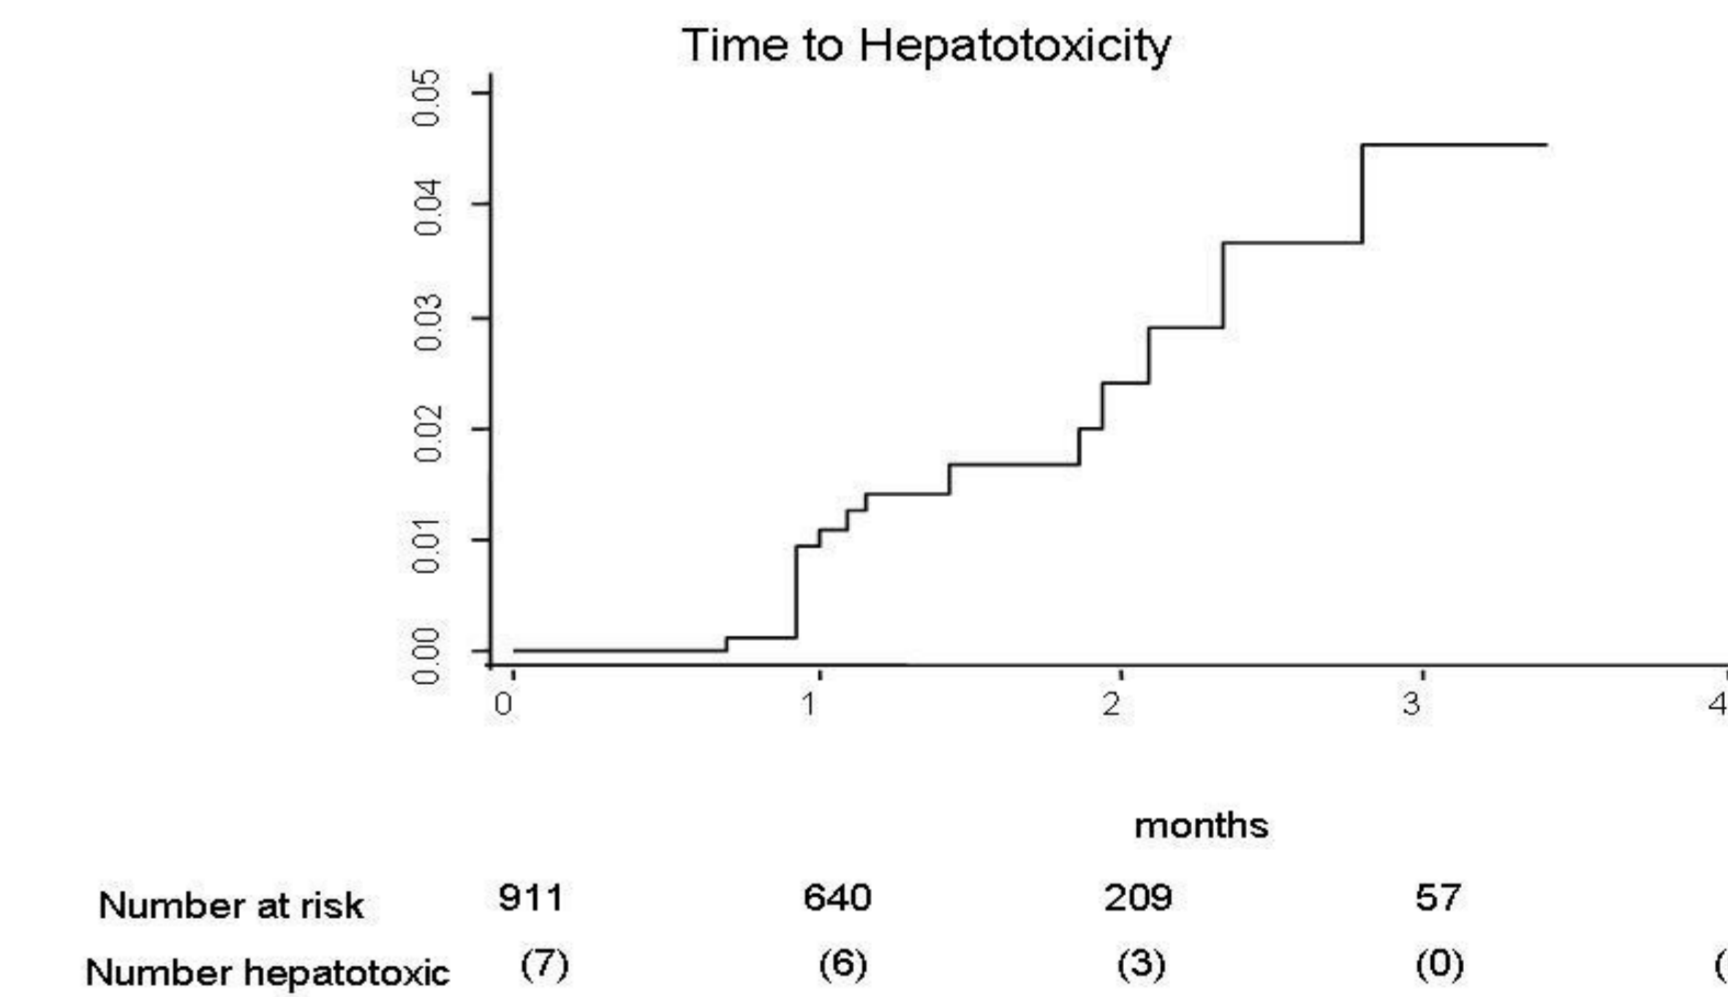 Time to Hepatotoxicity
0.05
0.04
0.03
0.02
0.01
0.00
0 1 2 3 4
months
Number at risk 911 640 209 57
Number hepatotoxic (7) (6) (3) (0) (